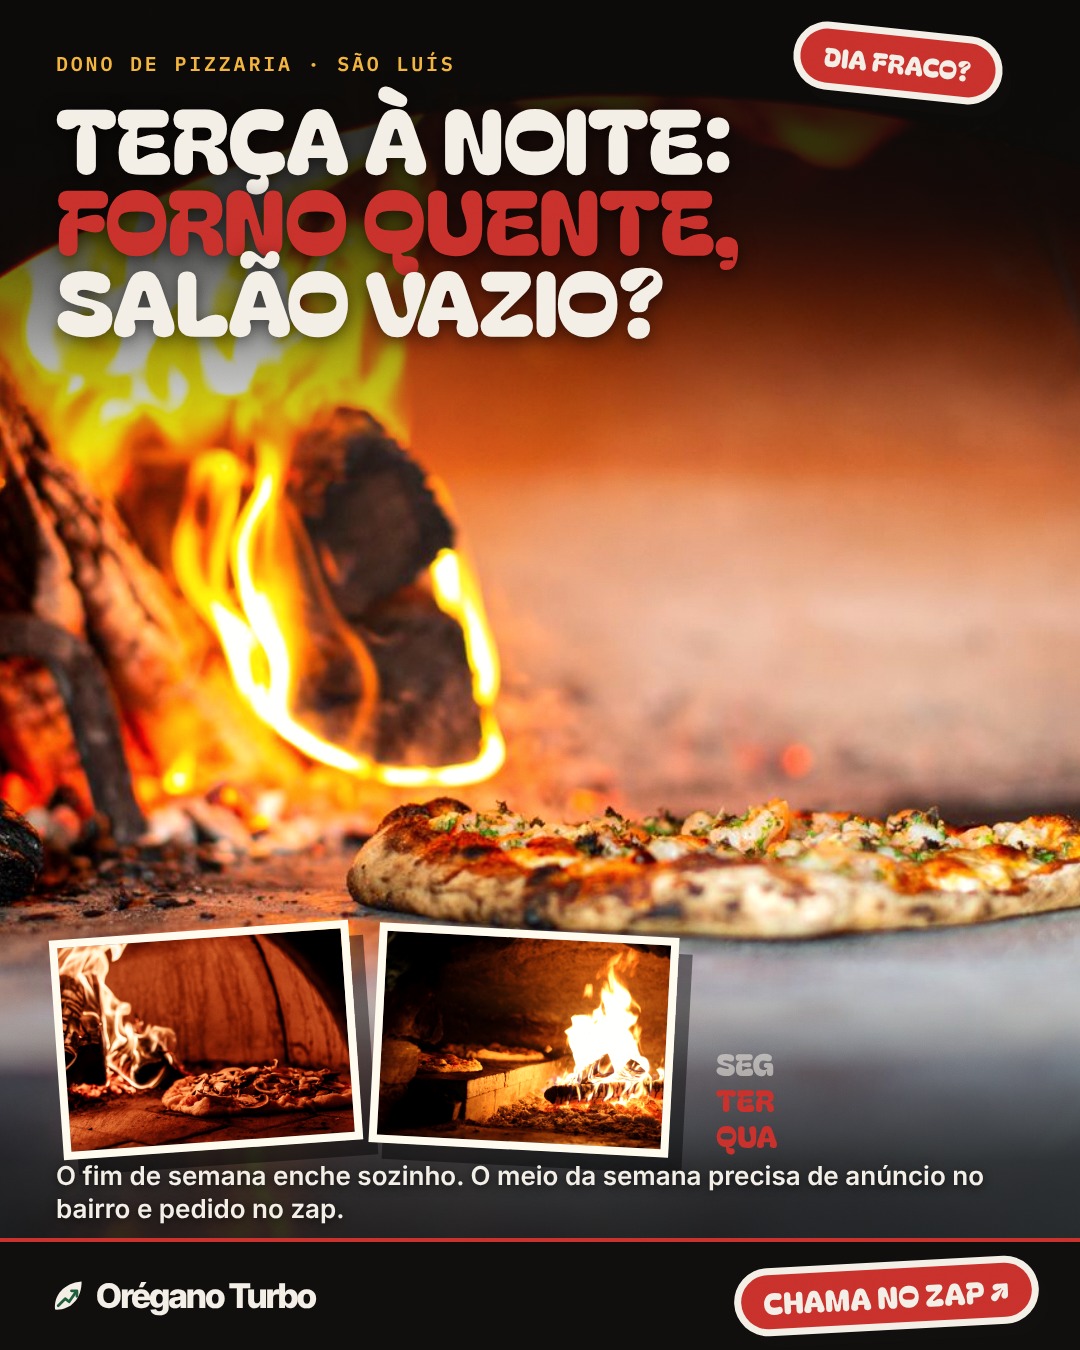 DONO DE PIZZARIA · SÃO LUÍS
DIA FRACO?
TERÇA À NOITE:
FORNO QUENTE,
SALÃO VAZIO?
SEG
TER
QUA
O fim de semana enche sozinho. O meio da semana precisa de anúncio no
bairro e pedido no zap.
Orégano Turbo
CHAMA NO ZAP ↗